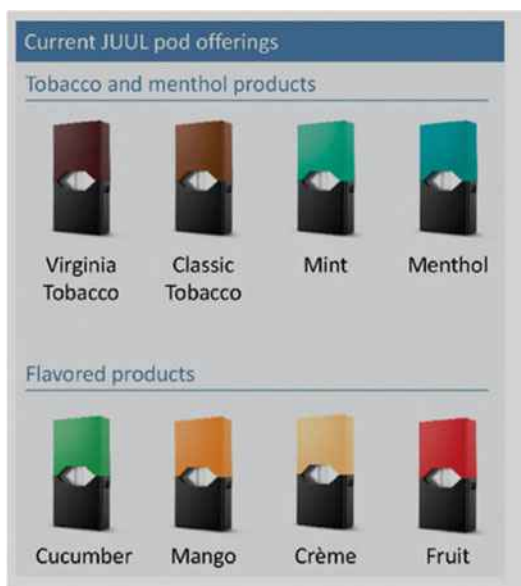 Current JUUL pod offerings
Tobacco and menthol products
Virginia Tobacco
Classic Tobacco
Mint
Menthol
Flavored products
Cucumber
Mango
Crème
Fruit